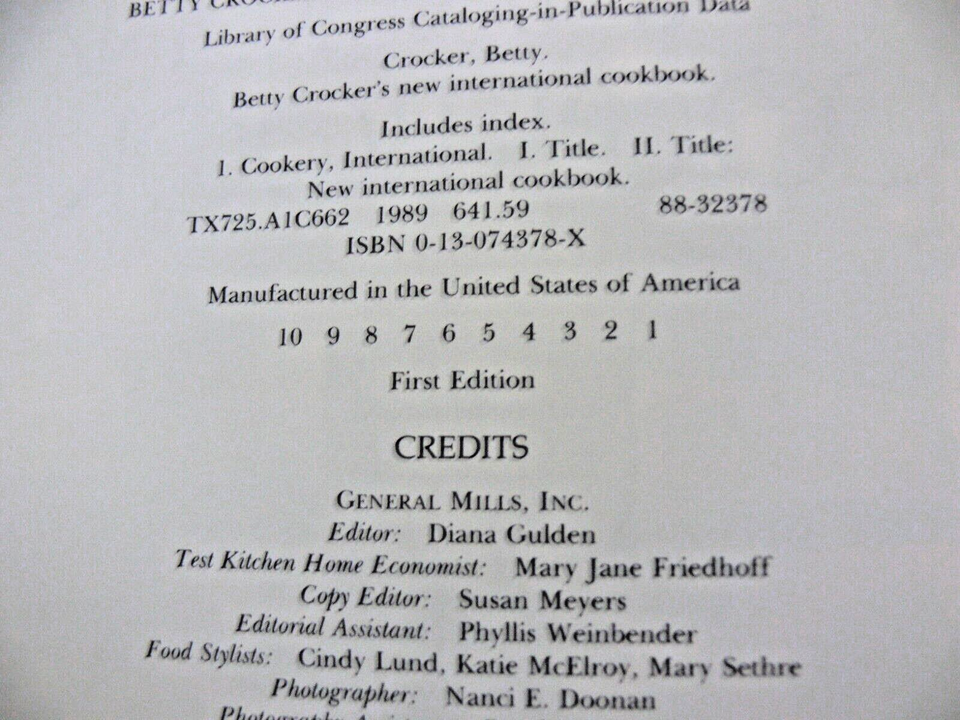 BETTY CROCKER
Library of Congress Cataloging-in-Publication Data
Crocker, Betty.
Betty Crocker's new international cookbook.
Includes index.
1. Cookery, International. I. Title. II. Title:
New international cookbook.
TX725.A1C662 1989 641.59 88-32378
ISBN 0-13-074378-X
Manufactured in the United States of America
10 9 8 7 6 5 4 3 2 1
First Edition
CREDITS
GENERAL MILLS, INC.
Editor: Diana Gulden
Test Kitchen Home Economist: Mary Jane Friedhoff
Copy Editor: Susan Meyers
Editorial Assistant: Phyllis Weinbender
Food Stylists: Cindy Lund, Katie McElroy, Mary Sethre
Photographer: Nanci E. Doonan
Photography